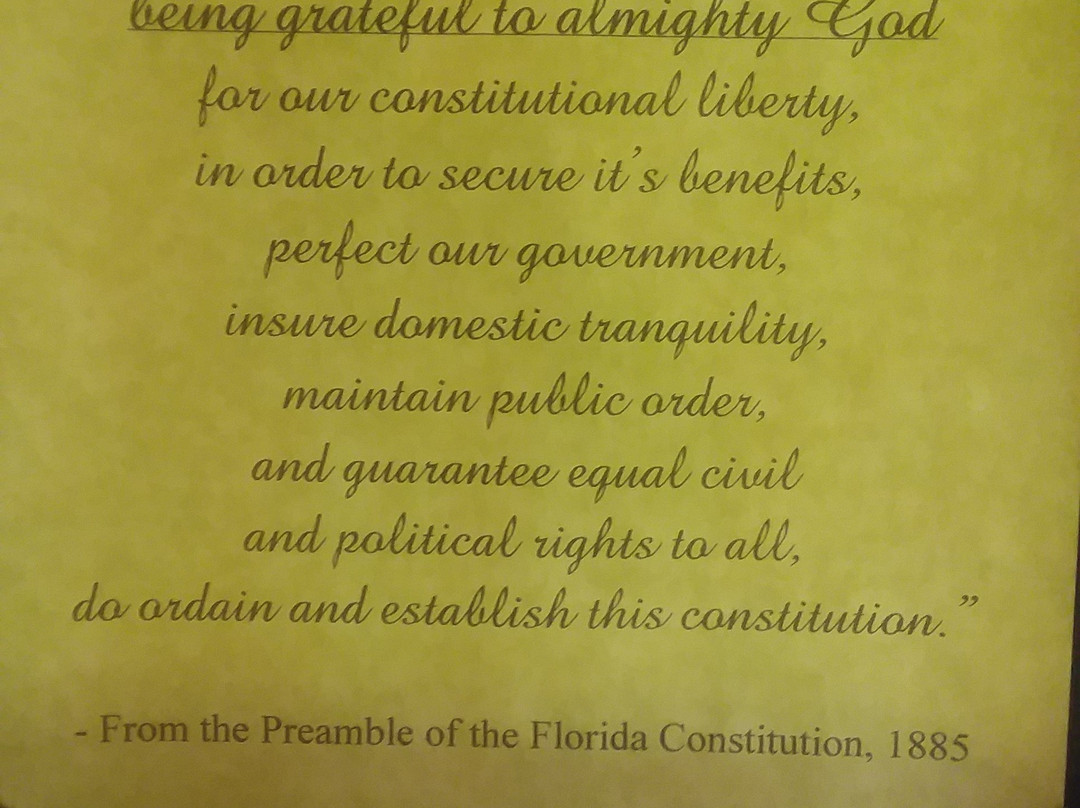 being grateful to almighty God
for our constitutional liberty,
in order to secure it's benefits,
perfect our government,
insure domestic tranquility,
maintain public order,
and guarantee equal civil
and political rights to all,
do ordain and establish this constitution.”
- From the Preamble of the Florida Constitution, 1885